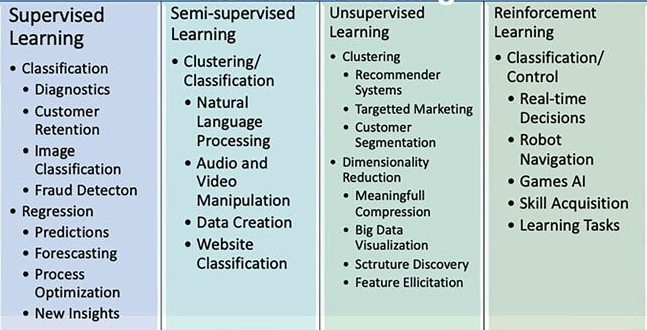 Supervised
Learning
• Classification
• Diagnostics
• Customer
Retention
• Image
Classification
• Fraud Detecton
• Regression
• Predictions
• Forescasting
• Process
Optimization
• New Insights
Semi-supervised
Learning
• Clustering/
Classification
• Natural
Language
Processing
• Audio and
Video
Manipulation
• Data Creation
• Website
Classification
Unsupervised
Learning
• Clustering
• Recommender
Systems
• Targetted Marketing
• Customer
Segmentation
• Dimensionality
Reduction
• Meaningfull
Compression
• Big Data
Visualization
• Sctruture Discovery
• Feature Ellicitation
Reinforcement
Learning
• Classification/
Control
• Real-time
Decisions
• Robot
Navigation
• Games AI
• Skill Acquisition
• Learning Tasks